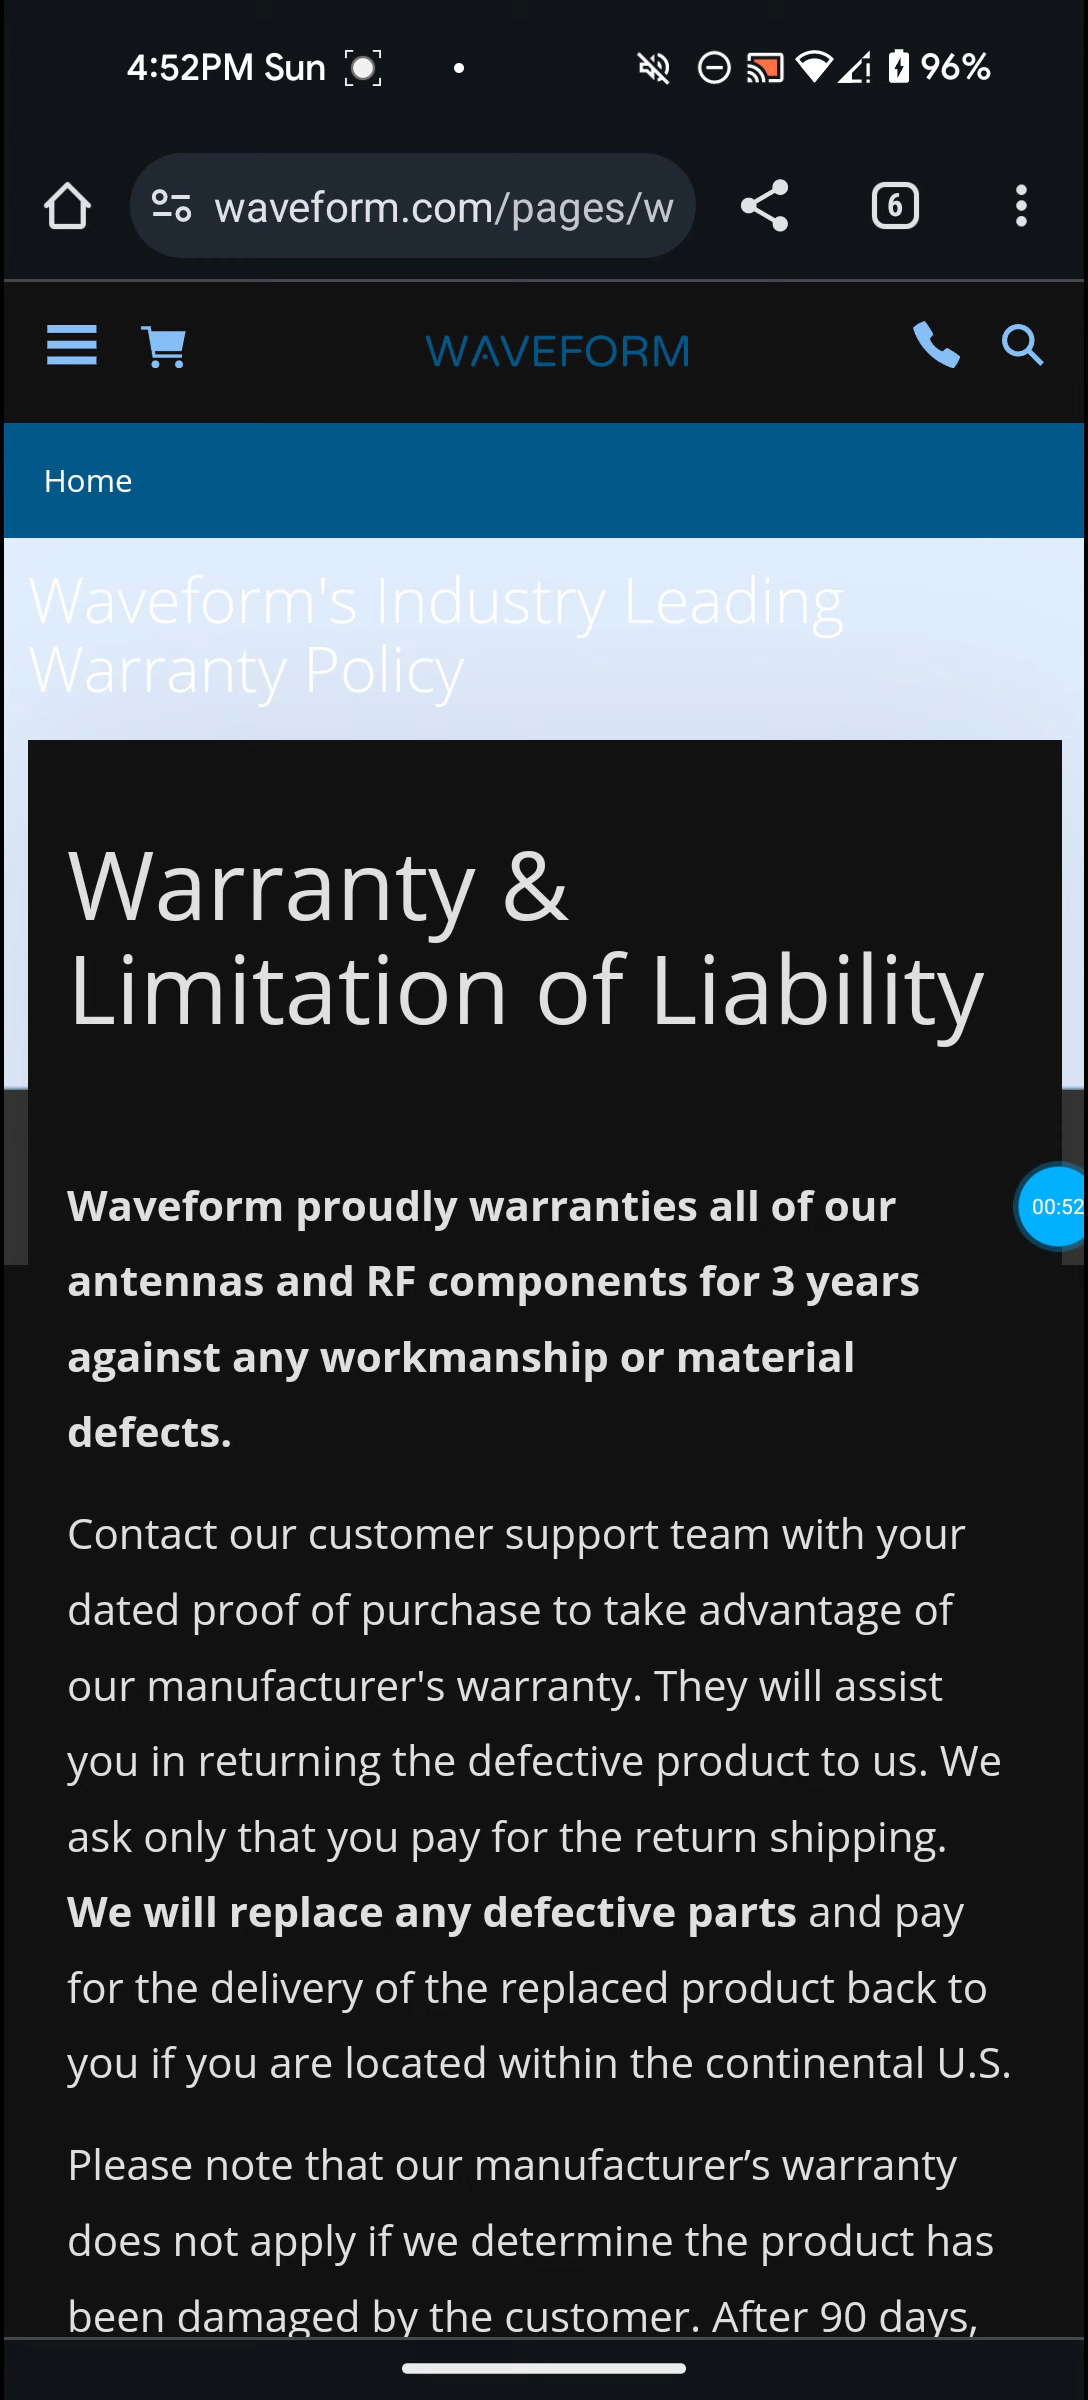 4:52PM Sun 96%
waveform.com/pages/w 6
WAVEFORM
Home
Waveform's Industry Leading
Warranty Policy
Warranty &
Limitation of Liability
00:52
Waveform proudly warranties all of our
antennas and RF components for 3 years
against any workmanship or material
defects.
Contact our customer support team with your
dated proof of purchase to take advantage of
our manufacturer's warranty. They will assist
you in returning the defective product to us. We
ask only that you pay for the return shipping.
We will replace any defective parts and pay
for the delivery of the replaced product back to
you if you are located within the continental U.S.
Please note that our manufacturer’s warranty
does not apply if we determine the product has
been damaged by the customer. After 90 days,